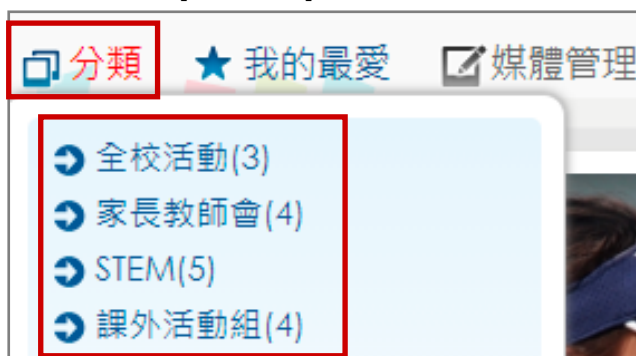 分類 我的最愛 媒體管理
全校活動(3)
家長教師會(4)
STEM(5)
課外活動組(4)